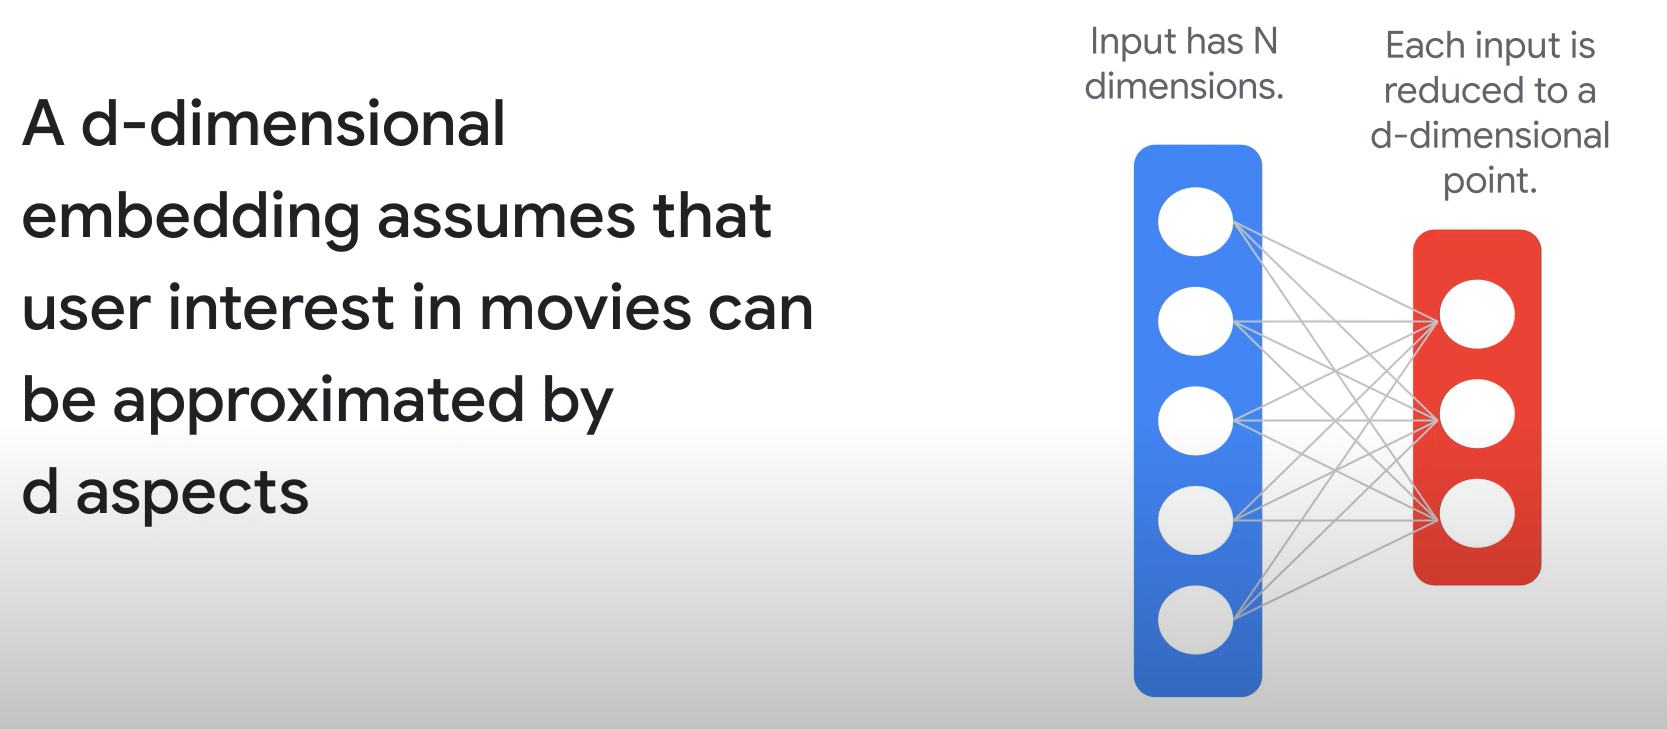 A d-dimensional
embedding assumes that
user interest in movies can
be approximated by
d aspects
Input has N
dimensions.
Each input is
reduced to a
d-dimensional
point.